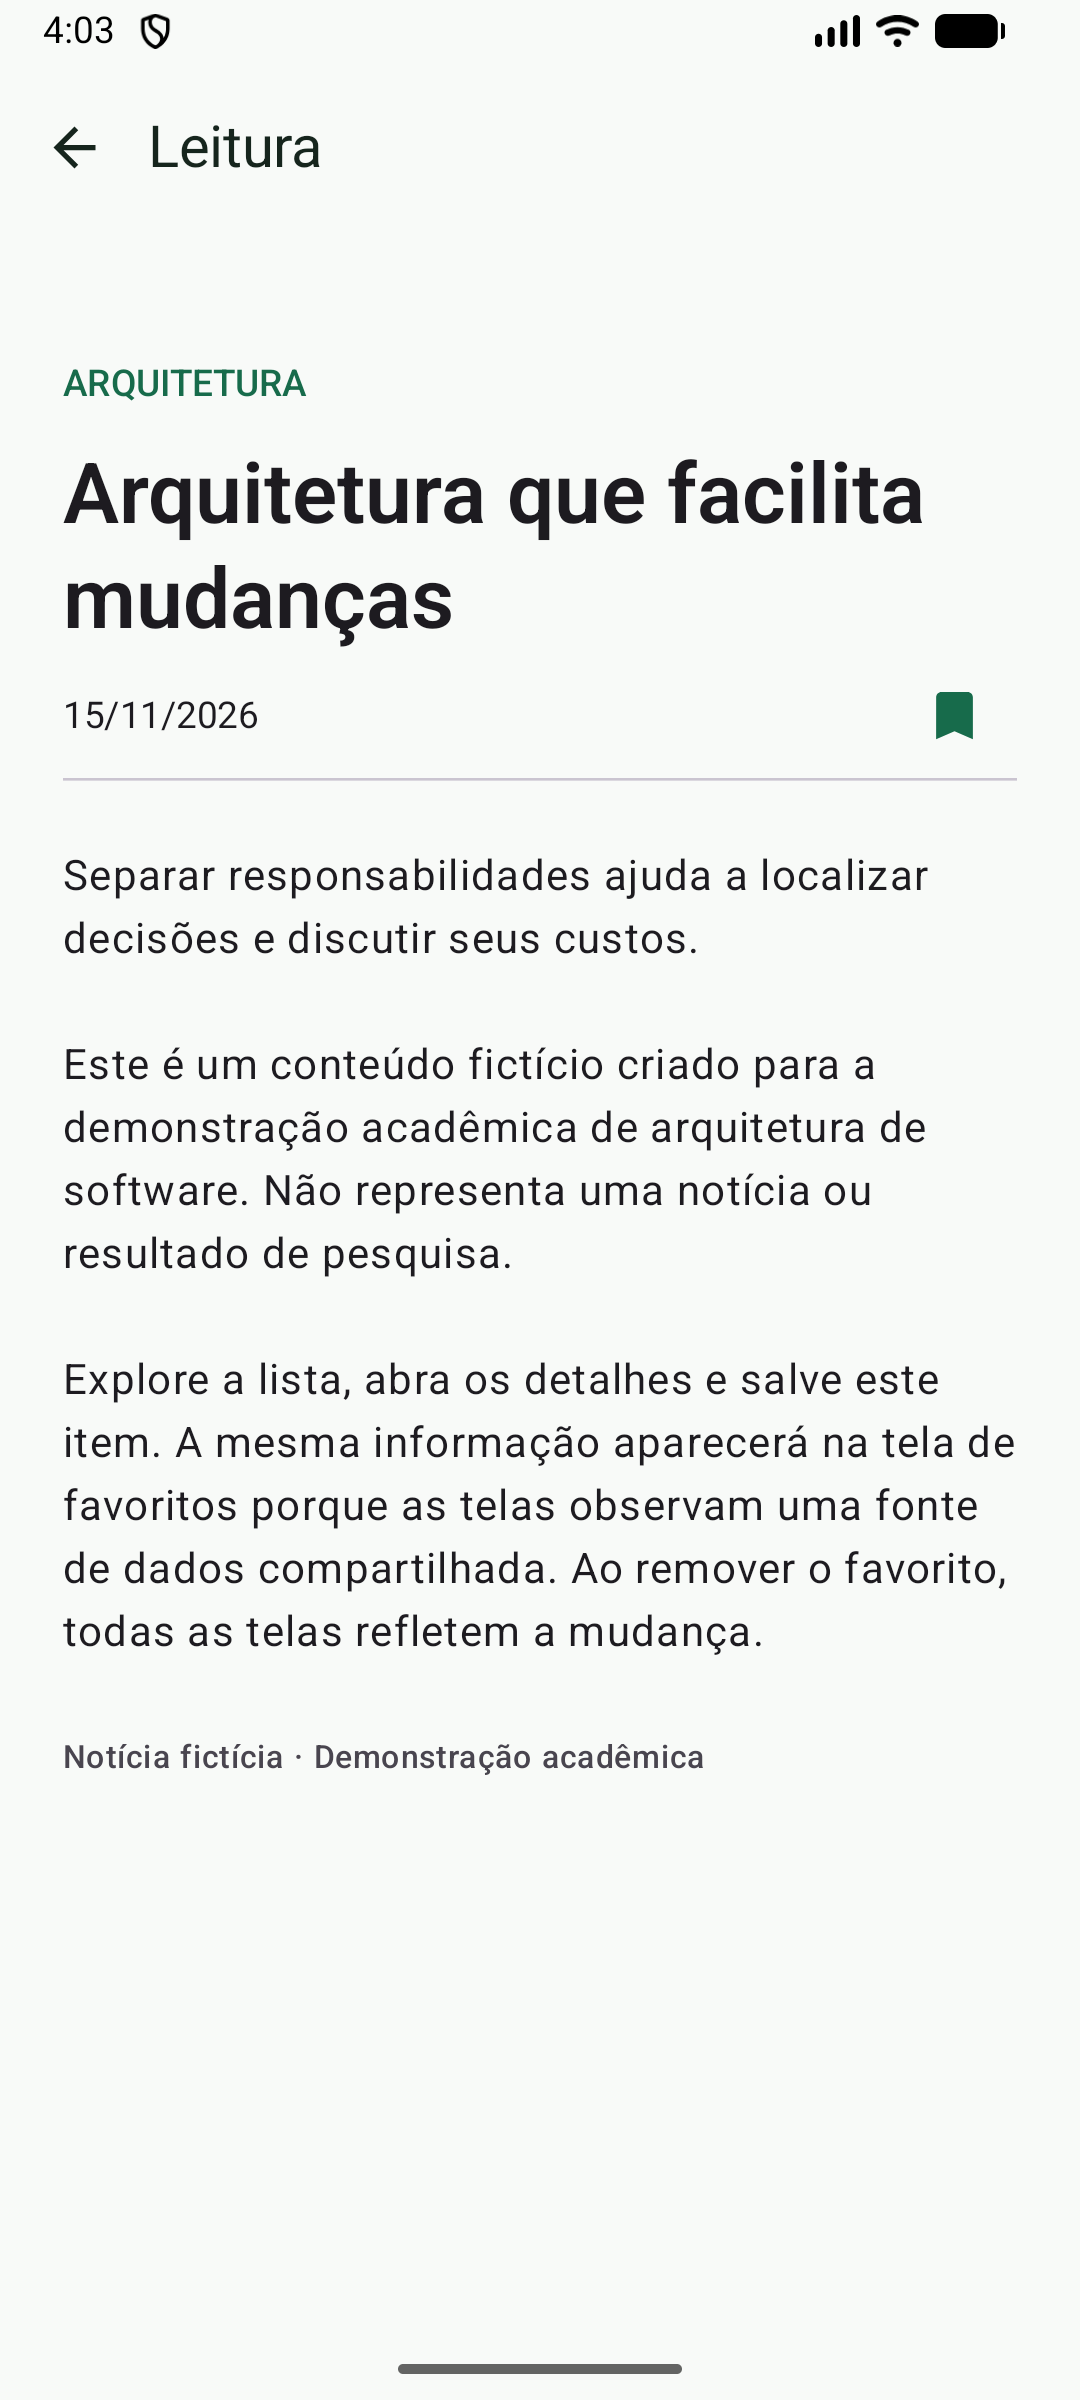 4:03
Leitura
ARQUITETURA
Arquitetura que facilita
mudanças
15/11/2026
Separar responsabilidades ajuda a localizar
decisões e discutir seus custos.
Este é um conteúdo fictício criado para a
demonstração acadêmica de arquitetura de
software. Não representa uma notícia ou
resultado de pesquisa.
Explore a lista, abra os detalhes e salve este
item. A mesma informação aparecerá na tela de
favoritos porque as telas observam uma fonte
de dados compartilhada. Ao remover o favorito,
todas as telas refletem a mudança.
Notícia fictícia · Demonstração acadêmica